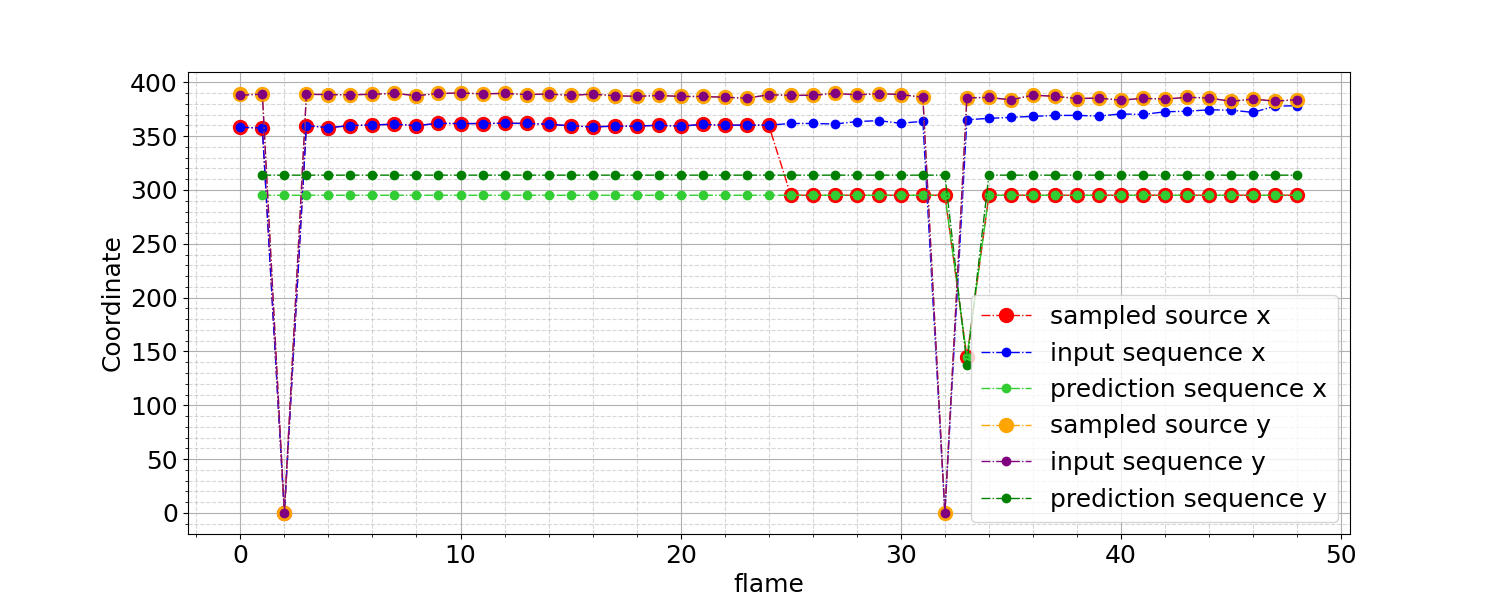 400
350
300
250
200
150
100
50
0
Coordinate
sampled source x
input sequence x
prediction sequence x
sampled source y
input sequence y
prediction sequence y
0 10 20 30 40 50
flame